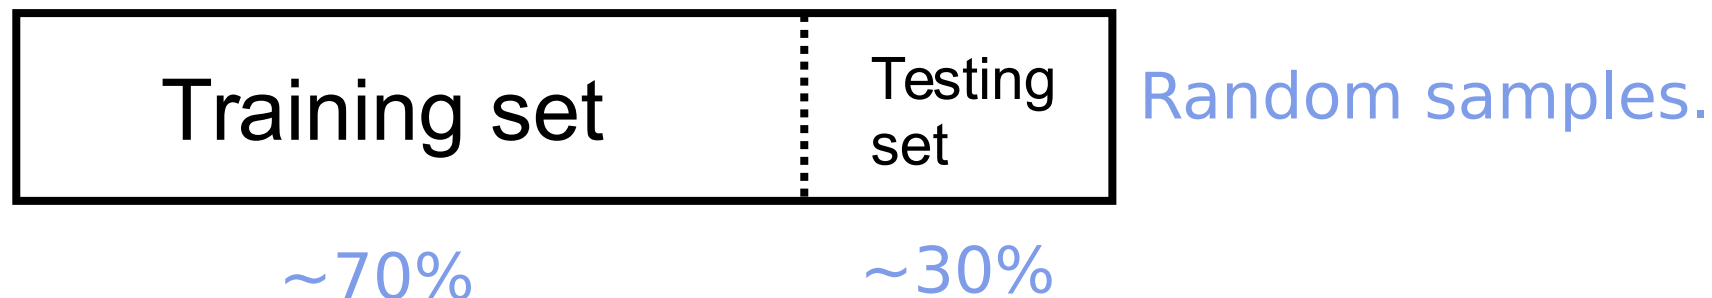 Training set
Testing
set
Random samples.
~70%
~30%